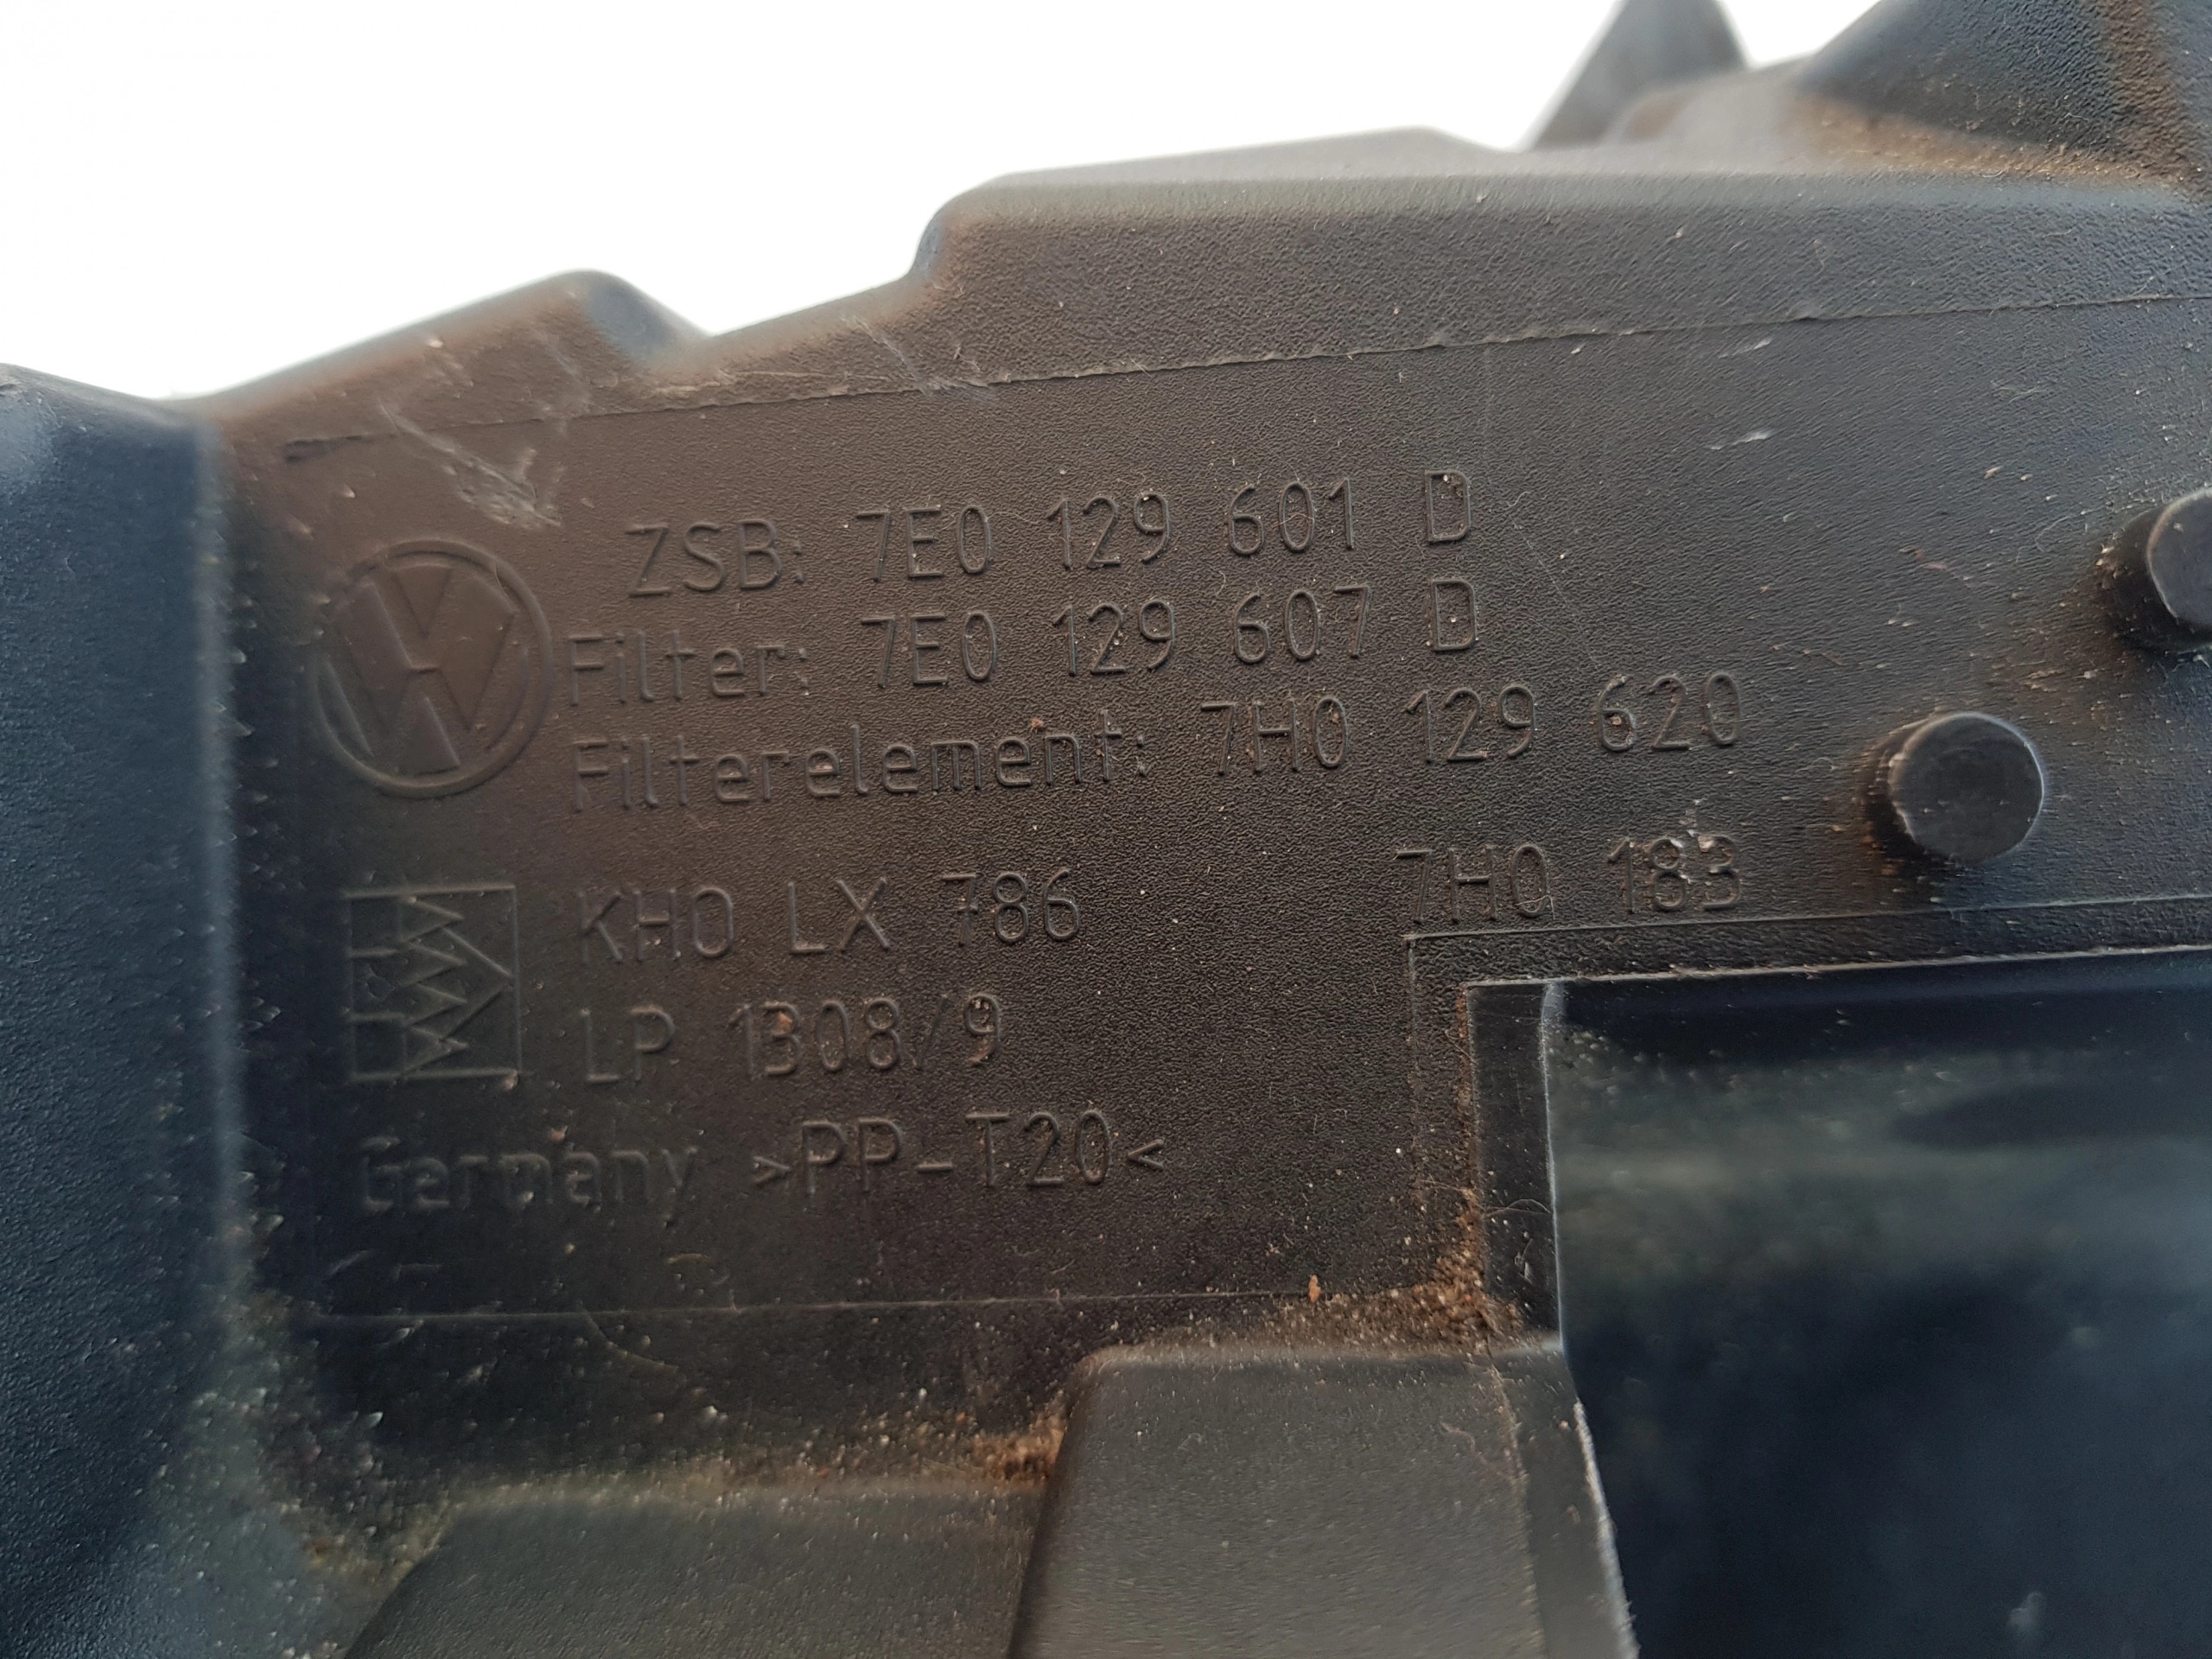 ZSB: 7E0 129 601 D
Filter: 7E0 129 607 D
Filterelement: 7H0 129 620
KHO LX 786 7H0 183
LP 1308/9
Germany >PP-T20<